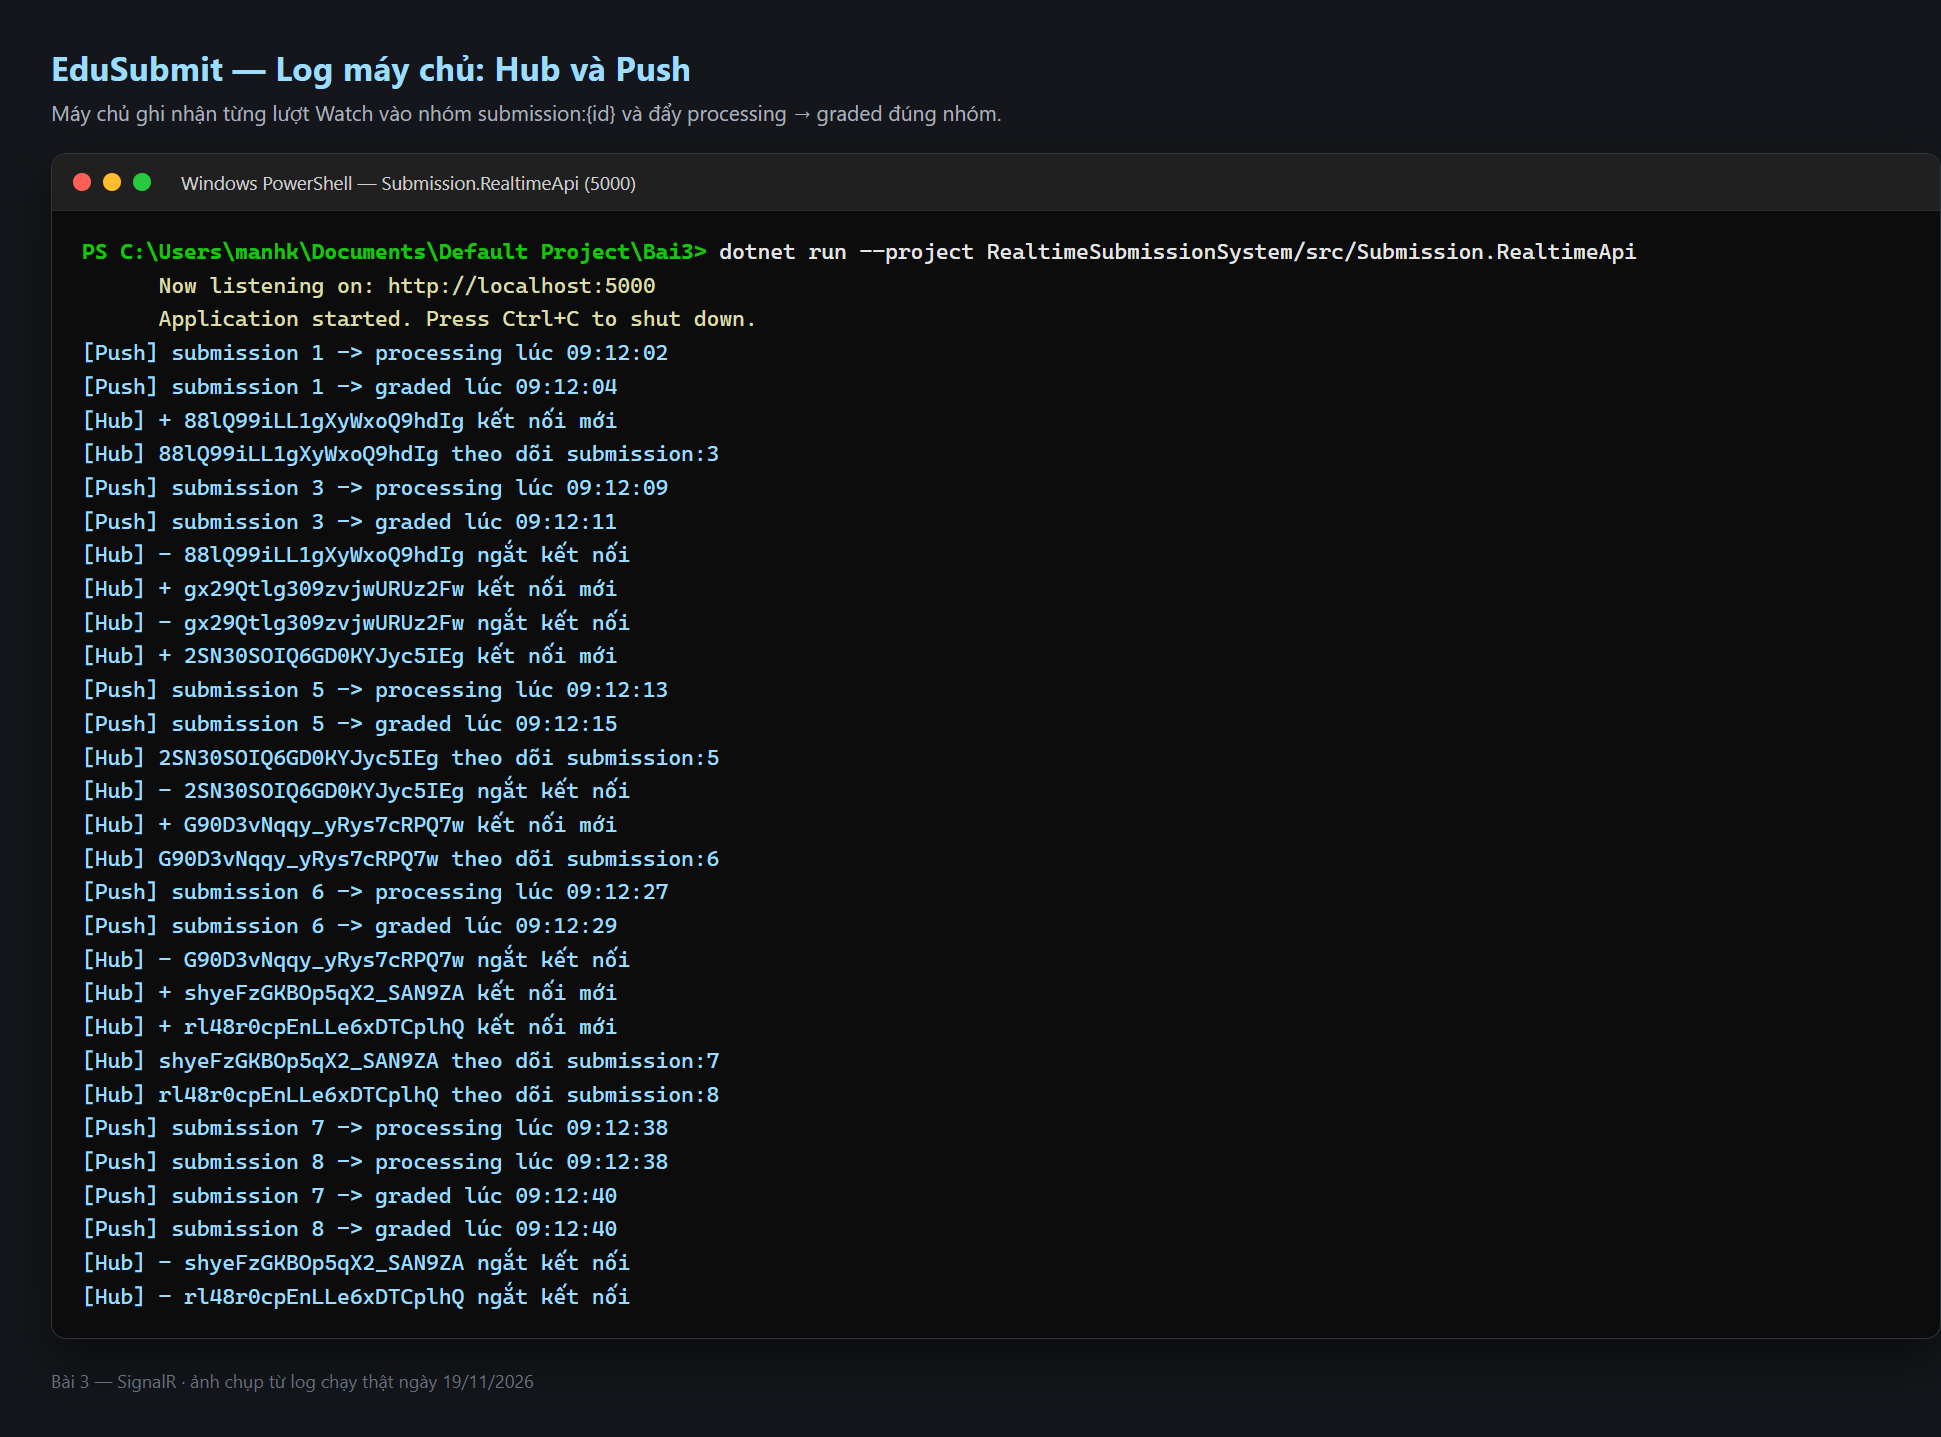 EduSubmit — Log máy chủ: Hub và Push
Máy chủ ghi nhận từng lượt Watch vào nhóm submission:{id} và đẩy processing → graded đúng nhóm.
Windows PowerShell — Submission.RealtimeApi (5000)
PS C:\Users\manhk\Documents\Default Project\Bai3> dotnet run --project RealtimeSubmissionSystem/src/Submission.RealtimeApi
Now listening on: http://localhost:5000
Application started. Press Ctrl+C to shut down.
[Push] submission 1 -> processing lúc 09:12:02
[Push] submission 1 -> graded lúc 09:12:04
[Hub] + 88lQ99iLL1gXyWxoQ9hdIg kết nối mới
[Hub] 88lQ99iLL1gXyWxoQ9hdIg theo dõi submission:3
[Push] submission 3 -> processing lúc 09:12:09
[Push] submission 3 -> graded lúc 09:12:11
[Hub] - 88lQ99iLL1gXyWxoQ9hdIg ngắt kết nối
[Hub] + gx29Qtlg309zvjwURUz2Fw kết nối mới
[Hub] - gx29Qtlg309zvjwURUz2Fw ngắt kết nối
[Hub] + 2SN30SOIQ6GD0KYJyc5IEg kết nối mới
[Push] submission 5 -> processing lúc 09:12:13
[Push] submission 5 -> graded lúc 09:12:15
[Hub] 2SN30SOIQ6GD0KYJyc5IEg theo dõi submission:5
[Hub] - 2SN30SOIQ6GD0KYJyc5IEg ngắt kết nối
[Hub] + G90D3vNqqy_yRys7cRPQ7w kết nối mới
[Hub] G90D3vNqqy_yRys7cRPQ7w theo dõi submission:6
[Push] submission 6 -> processing lúc 09:12:27
[Push] submission 6 -> graded lúc 09:12:29
[Hub] - G90D3vNqqy_yRys7cRPQ7w ngắt kết nối
[Hub] + shyeFzGKBOp5qX2_SAN9ZA kết nối mới
[Hub] + rl48r0cpEnLLe6xDTCplhQ kết nối mới
[Hub] shyeFzGKBOp5qX2_SAN9ZA theo dõi submission:7
[Hub] rl48r0cpEnLLe6xDTCplhQ theo dõi submission:8
[Push] submission 7 -> processing lúc 09:12:38
[Push] submission 8 -> processing lúc 09:12:38
[Push] submission 7 -> graded lúc 09:12:40
[Push] submission 8 -> graded lúc 09:12:40
[Hub] - shyeFzGKBOp5qX2_SAN9ZA ngắt kết nối
[Hub] - rl48r0cpEnLLe6xDTCplhQ ngắt kết nối
Bài 3 — SignalR · ảnh chụp từ log chạy thật ngày 19/11/2026